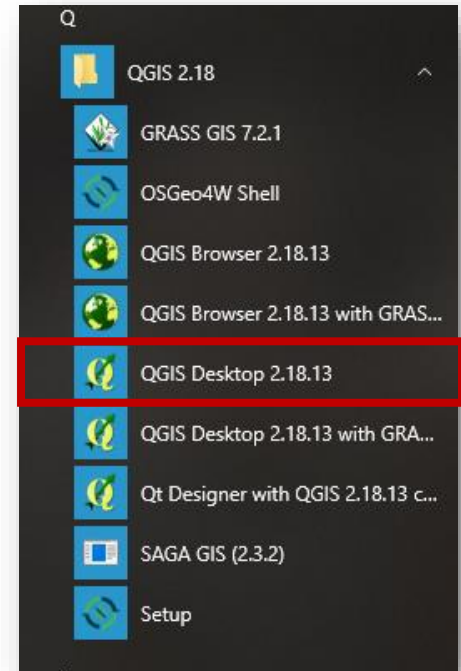 Q
QGIS 2.18
GRASS GIS 7.2.1
OSGeo4W Shell
QGIS Browser 2.18.13
QGIS Browser 2.18.13 with GRAS...
QGIS Desktop 2.18.13
QGIS Desktop 2.18.13 with GRA...
Qt Designer with QGIS 2.18.13 c...
SAGA GIS (2.3.2)
Setup